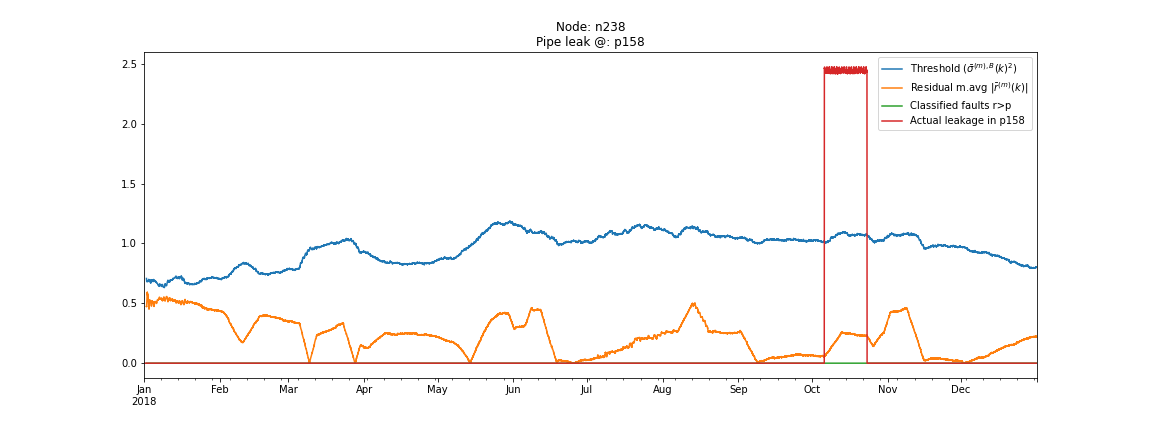 Node: n238
Pipe leak @: p158
2.5
2.0
1.5
1.0
0.5
0.0
Threshold (σ̄^{(m),B}(k)²)
Residual m.avg |r̄^{(m)}(k)|
Classified faults r>p
Actual leakage in p158
Jan Feb Mar Apr May Jun Jul Aug Sep Oct Nov Dec
2018